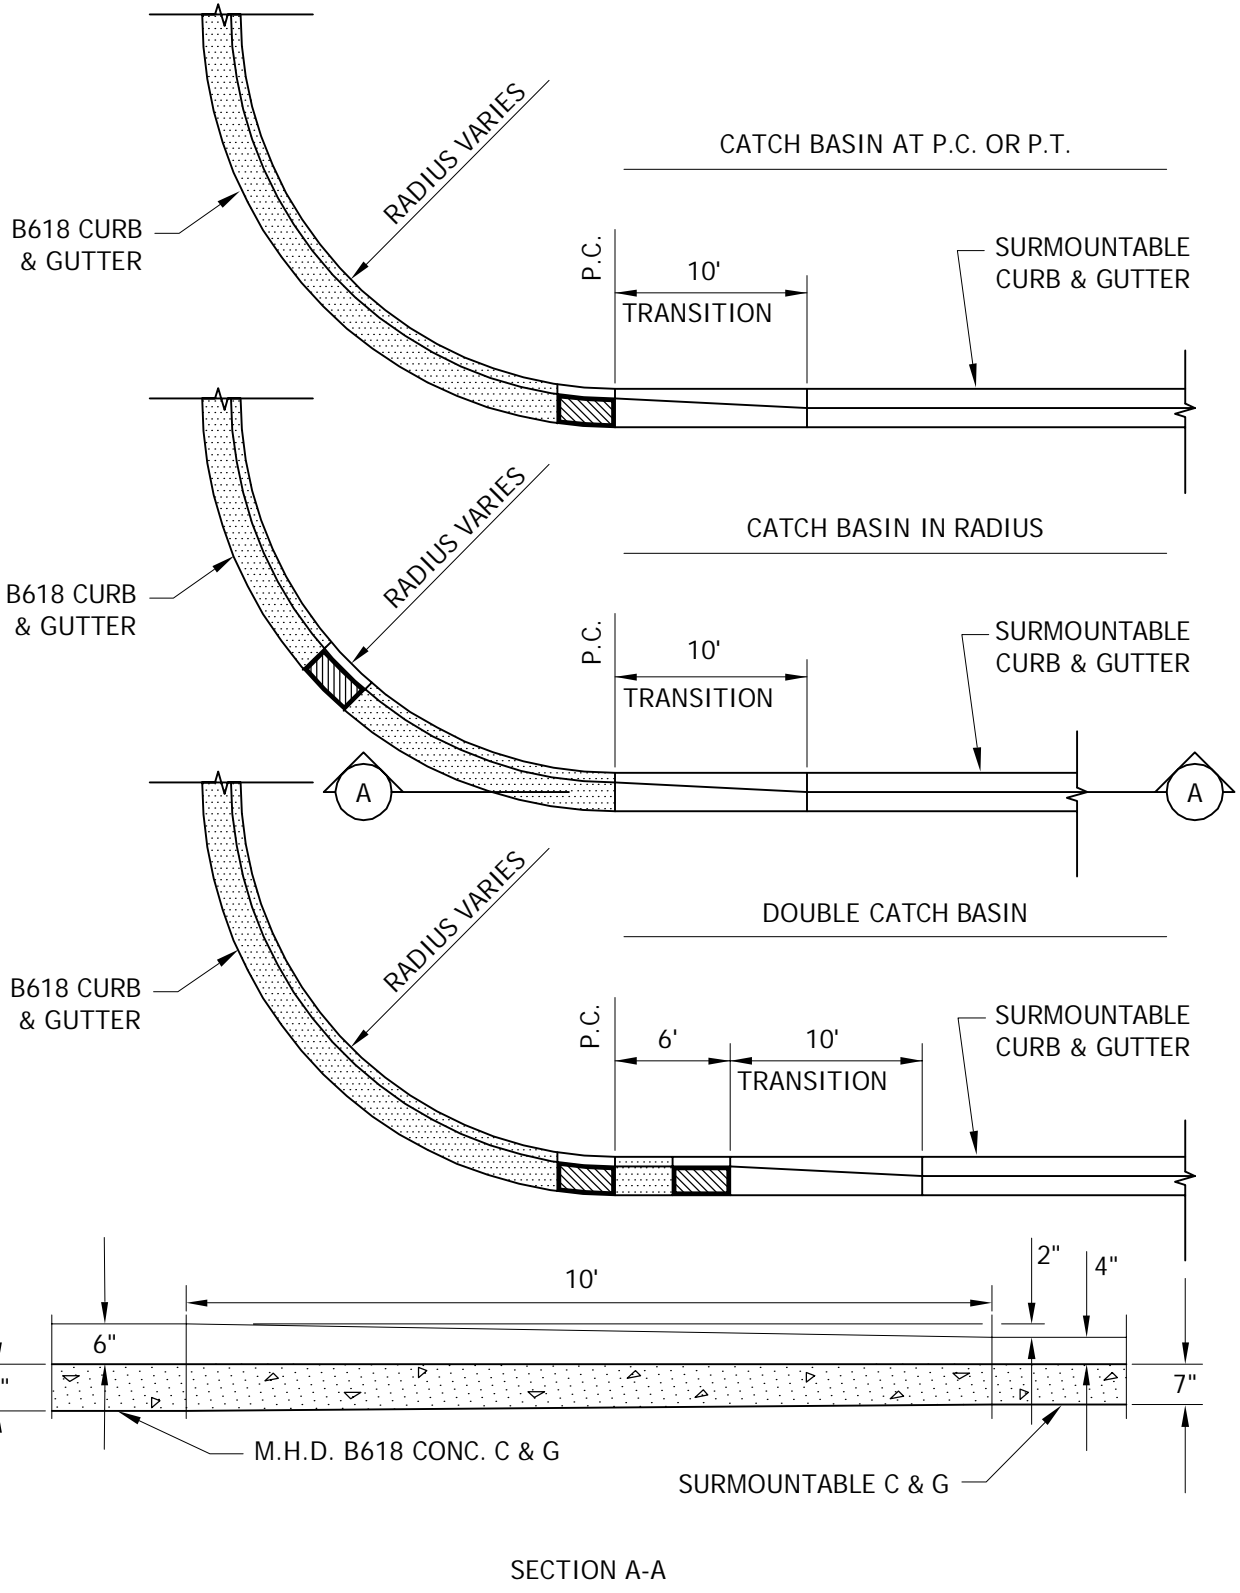 RADIUS VARIES
CATCH BASIN AT P.C. OR P.T.
B618 CURB
& GUTTER
P.C.
10'
TRANSITION
SURMOUNTABLE
CURB & GUTTER
RADIUS VARIES
CATCH BASIN IN RADIUS
B618 CURB
& GUTTER
P.C.
10'
TRANSITION
SURMOUNTABLE
CURB & GUTTER
A
A
RADIUS VARIES
DOUBLE CATCH BASIN
B618 CURB
& GUTTER
P.C.
6'
10'
TRANSITION
SURMOUNTABLE
CURB & GUTTER
10'
2"
4"
6"
"
7"
M.H.D. B618 CONC. C & G
SURMOUNTABLE C & G
SECTION A-A